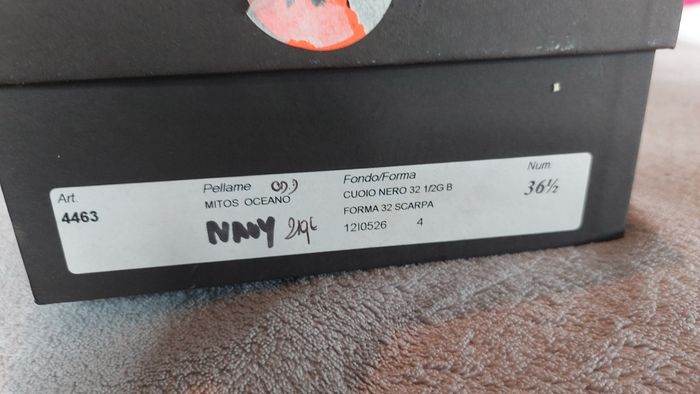 Art.
4463
Pellame
MITOS OCEANO
NAVY
Fondo/Forma
CUOIO NERO 32 1/2G B
FORMA 32 SCARPA
12I0526 4
Num.
36½